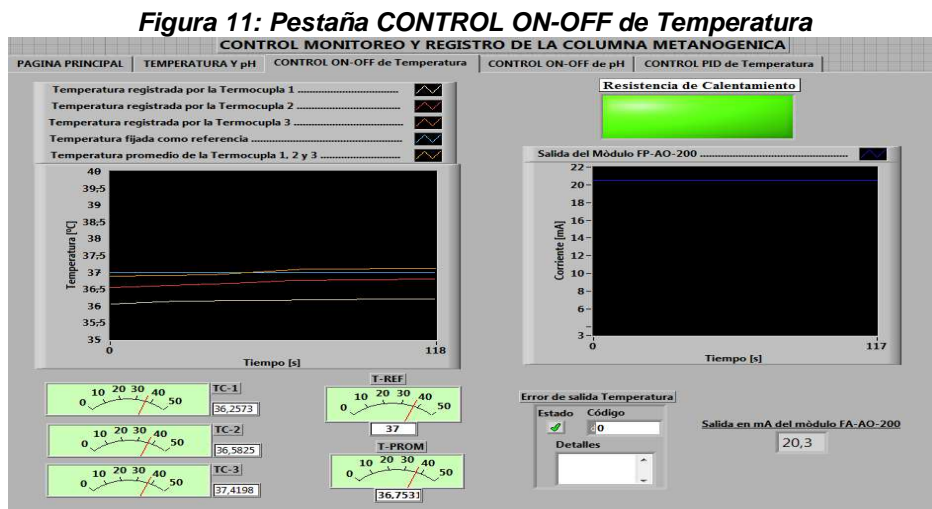 Figura 11: Pestaña CONTROL ON-OFF de Temperatura
CONTROL MONITOREO Y REGISTRO DE LA COLUMNA METANOGENICA
PAGINA PRINCIPAL
TEMPERATURA Y pH
CONTROL ON-OFF de Temperatura
CONTROL ON-OFF de pH
CONTROL PID de Temperatura
Temperatura registrada por la Termocupla 1
Temperatura registrada por la Termocupla 2
Temperatura registrada por la Termocupla 3
Temperatura fijada como referencia
Temperatura promedio de la Termocupla 1, 2 y 3
Temperatura [ºC]
40
39,5
39
38,5
38
37,5
37
36,5
36
35,5
35
0
118
Tiempo [s]
Resistencia de Calentamiento
Salida del Mòdulo FP-AO-200
Corriente [mA]
22
20
18
16
14
12
10
8
6
3
0
117
Tiempo [s]
0 10 20 30 40 50
TC-1
36,2573
0 10 20 30 40 50
TC-2
36,5825
0 10 20 30 40 50
TC-3
37,4198
T-REF
0 10 20 30 40 50
37
T-PROM
0 10 20 30 40 50
36,7531
Error de salida Temperatura
Estado
Código
0
Detalles
Salida en mA del mòdulo FA-AO-200
20,3